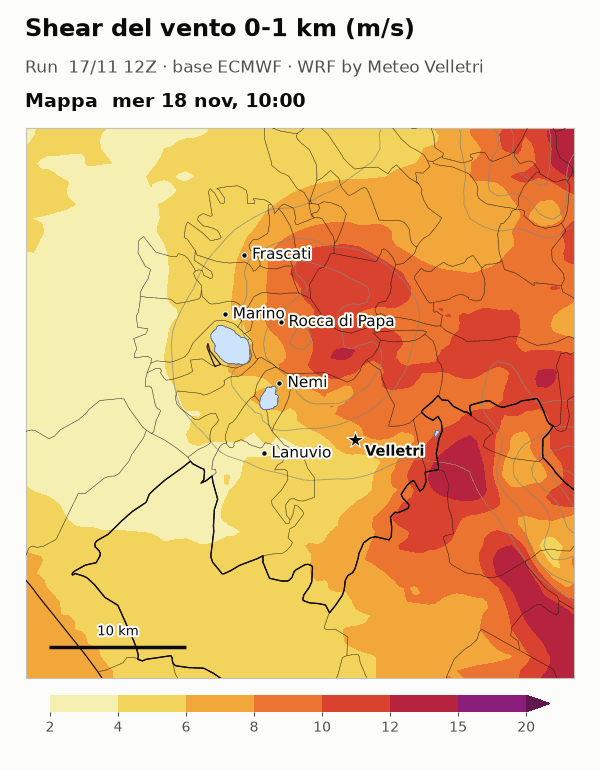 Shear del vento 0-1 km (m/s)
Run  17/11 12Z · base ECMWF · WRF by Meteo Velletri
Mappa  mer 18 nov, 10:00
Frascati
Marino
Rocca di Papa
Nemi
Velletri
Lanuvio
10 km
2 4 6 8 10 12 15 20